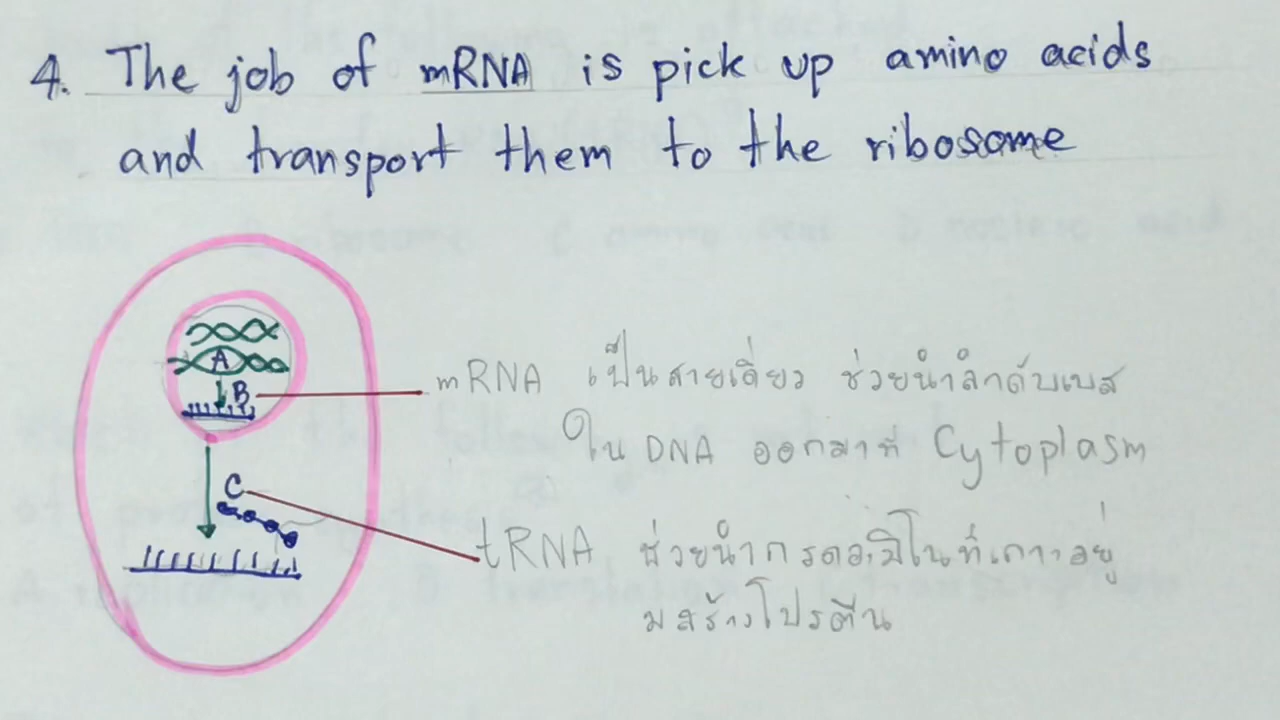 4. The job of mRNA is pick up amino acids
and transport them to the ribosome
A
B
mRNA เป็นสายเดี่ยว ช่วยนำลำดับเบส
ใน DNA ออกมาที่ Cytoplasm
C
tRNA ช่วยนำกรดอะมิโนที่เกาะอยู่
มสร้างโปรตีน